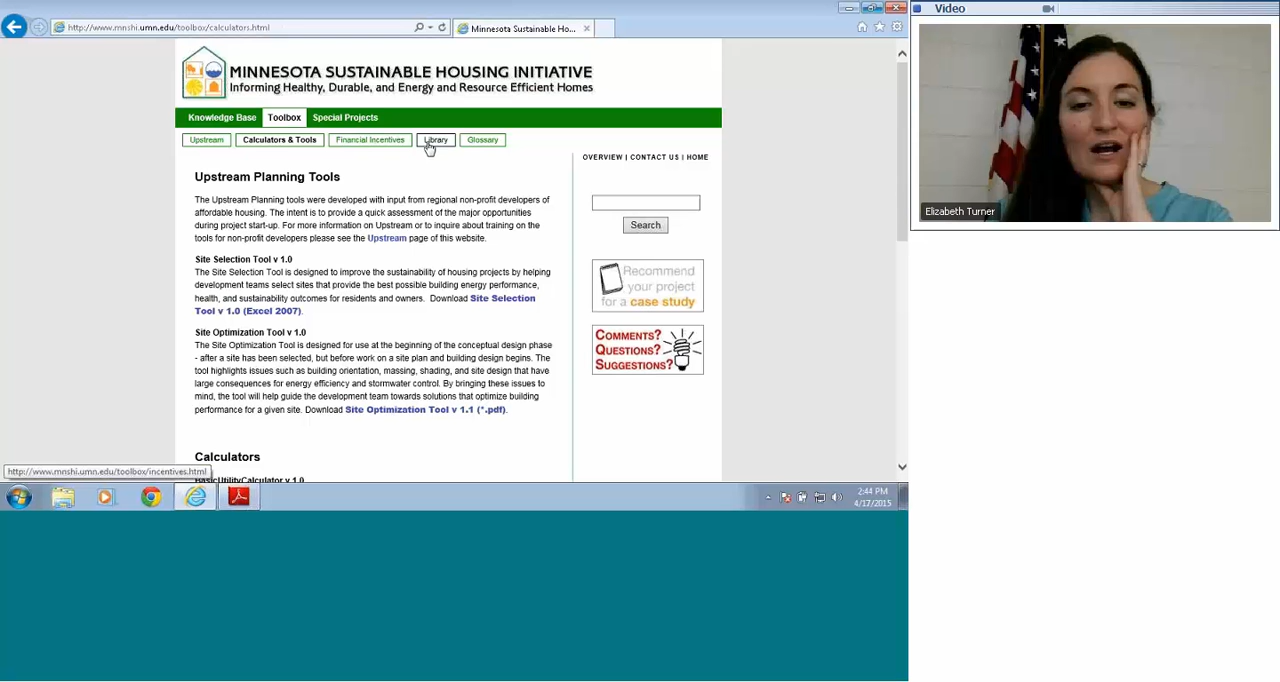 Video
http://www.mnshi.umn.edu/toolbox/calculators.html
Minnesota Sustainable Ho...
MINNESOTA SUSTAINABLE HOUSING INITIATIVE
Informing Healthy, Durable, and Energy and Resource Efficient Homes
Knowledge Base Toolbox Special Projects
Upstream Calculators & Tools Financial Incentives Library Glossary
OVERVIEW | CONTACT US | HOME
Upstream Planning Tools
The Upstream Planning tools were developed with input from regional non-profit developers of
affordable housing. The intent is to provide a quick assessment of the major opportunities
during project start-up. For more information on Upstream or to inquire about training on the
tools for non-profit developers please see the Upstream page of this website.
Site Selection Tool v 1.0
The Site Selection Tool is designed to improve the sustainability of housing projects by helping
development teams select sites that provide the best possible building energy performance,
health, and sustainability outcomes for residents and owners. Download Site Selection
Tool v 1.0 (Excel 2007).
Site Optimization Tool v 1.0
The Site Optimization Tool is designed for use at the beginning of the conceptual design phase
- after a site has been selected, but before work on a site plan and building design begins. The
tool highlights issues such as building orientation, massing, shading, and site design that have
large consequences for energy efficiency and stormwater control. By bringing these issues to
mind, the tool will help guide the development team towards solutions that optimize building
performance for a given site. Download Site Optimization Tool v 1.1 (*.pdf).
Calculators
BasicUtilityCalculator v 1.0
Search
Recommend
your project
for a case study
COMMENTS?
QUESTIONS?
SUGGESTIONS?
http://www.mnshi.umn.edu/toolbox/incentives.html
2:44 PM
4/17/2015
Elizabeth Turner